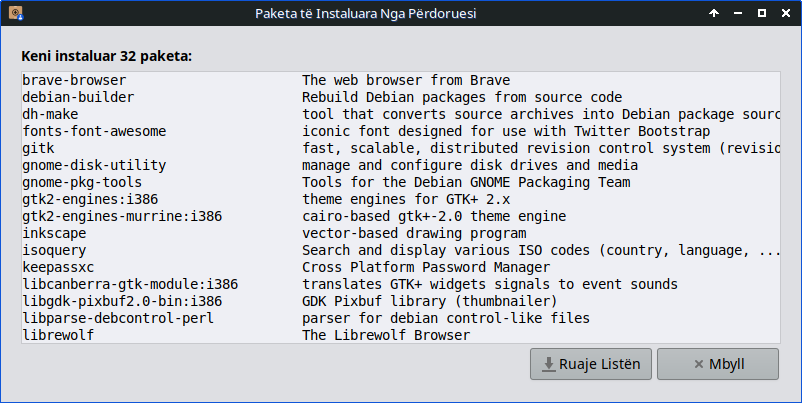 Paketa të Instaluara Nga Përdoruesi
Keni instaluar 32 paketa:
brave-browser The web browser from Brave
debian-builder Rebuild Debian packages from source code
dh-make tool that converts source archives into Debian package sourc
fonts-font-awesome iconic font designed for use with Twitter Bootstrap
gitk fast, scalable, distributed revision control system (revisio
gnome-disk-utility manage and configure disk drives and media
gnome-pkg-tools Tools for the Debian GNOME Packaging Team
gtk2-engines:i386 theme engines for GTK+ 2.x
gtk2-engines-murrine:i386 cairo-based gtk+-2.0 theme engine
inkscape vector-based drawing program
isoquery Search and display various ISO codes (country, language, ...
keepassxc Cross Platform Password Manager
libcanberra-gtk-module:i386 translates GTK+ widgets signals to event sounds
libgdk-pixbuf2.0-bin:i386 GDK Pixbuf library (thumbnailer)
libparse-debcontrol-perl parser for debian control-like files
librewolf The Librewolf Browser
Ruaje Listën Mbyll